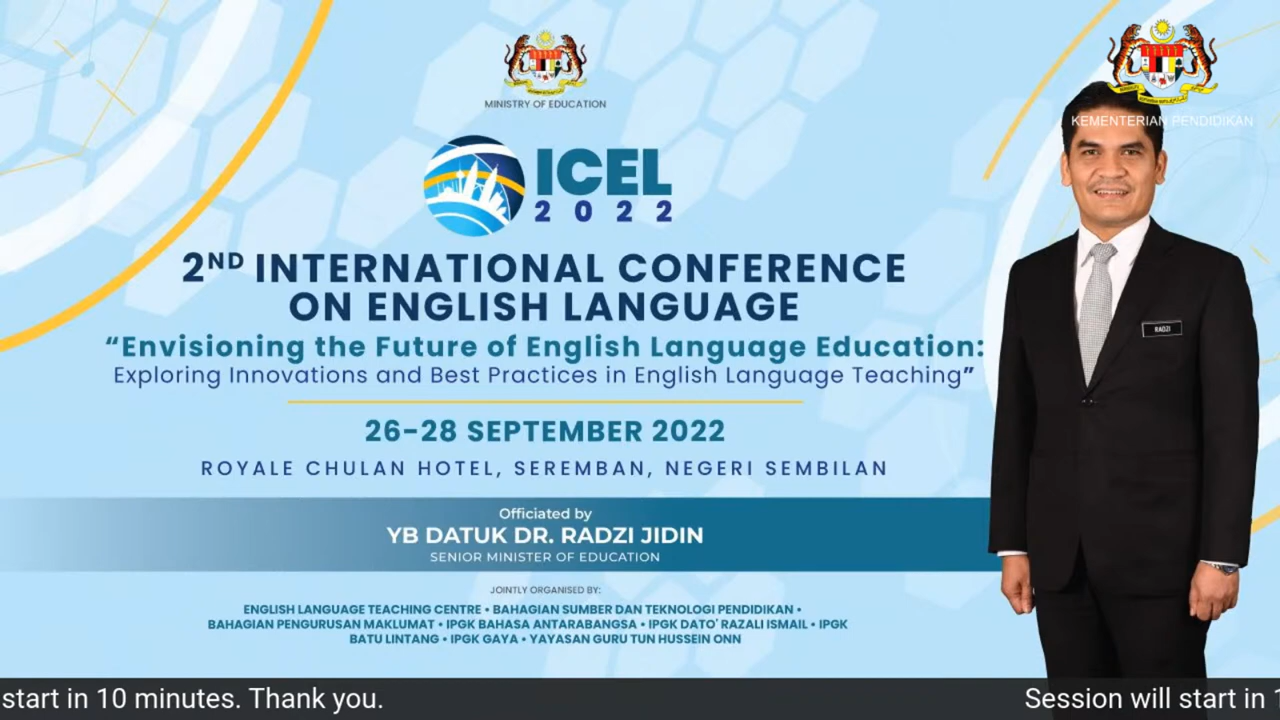 MINISTRY OF EDUCATION
KEMENTERIAN PENDIDIKAN
ICEL
2022
2ND INTERNATIONAL CONFERENCE
ON ENGLISH LANGUAGE
“Envisioning the Future of English Language Education:
Exploring Innovations and Best Practices in English Language Teaching”
26-28 SEPTEMBER 2022
ROYALE CHULAN HOTEL, SEREMBAN, NEGERI SEMBILAN
RADZI
Officiated by
YB DATUK DR. RADZI JIDIN
SENIOR MINISTER OF EDUCATION
JOINTLY ORGANISED BY:
ENGLISH LANGUAGE TEACHING CENTRE • BAHAGIAN SUMBER DAN TEKNOLOGI PENDIDIKAN •
BAHAGIAN PENGURUSAN MAKLUMAT • IPGK BAHASA ANTARABANGSA • IPGK DATO' RAZALI ISMAIL • IPGK
BATU LINTANG • IPGK GAYA • YAYASAN GURU TUN HUSSEIN ONN
start in 10 minutes. Thank you.
Session will start in